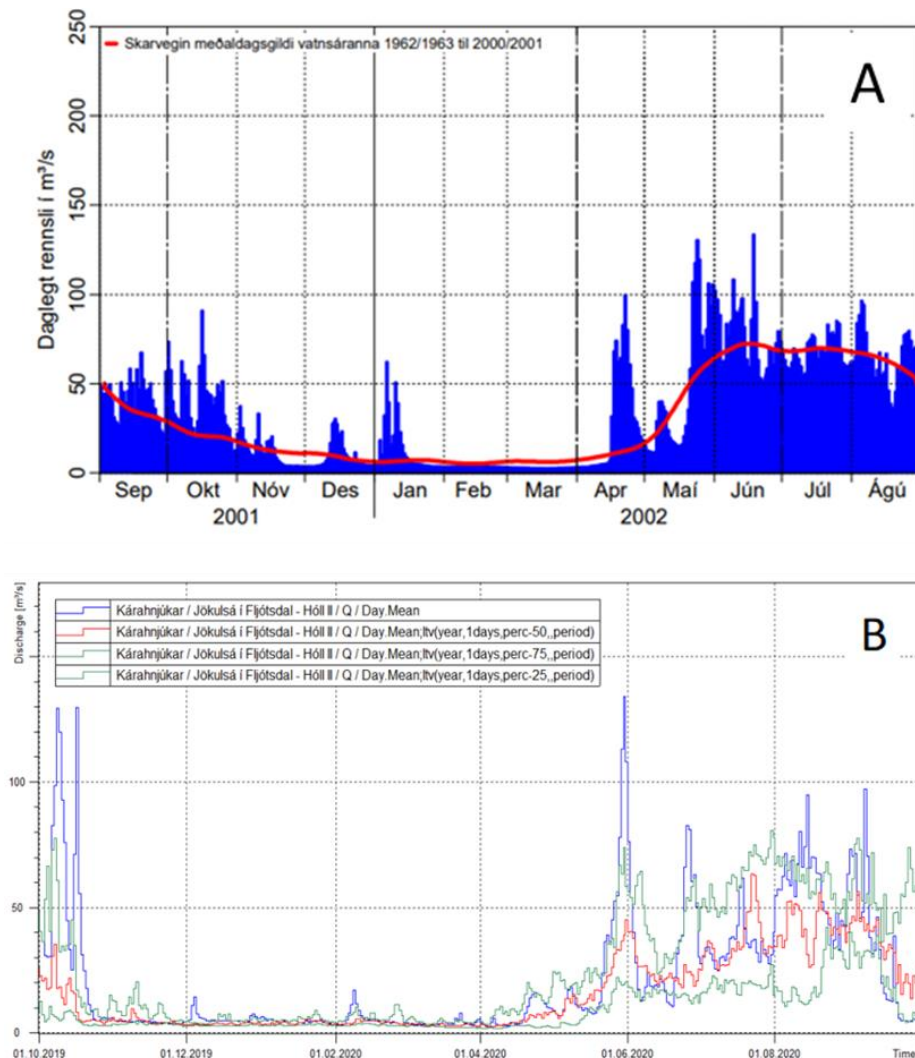 250
200
150
100
50
0
Daglegt rennsli í m³/s
Skarvegin meðaldagsgildi vatnsáranna 1962/1963 til 2000/2001
A
Sep Okt Nóv Des Jan Feb Mar Apr Maí Jún Júl Ágú
2001 2002
Discharge [m³/s]
Kárahnjúkar / Jökulsá í Fljótsdal - Hóll II / Q / Day.Mean
Kárahnjúkar / Jökulsá í Fljótsdal - Hóll II / Q / Day.Mean;ltv(year,1days,perc-50,,period)
Kárahnjúkar / Jökulsá í Fljótsdal - Hóll II / Q / Day.Mean;ltv(year,1days,perc-75,,period)
Kárahnjúkar / Jökulsá í Fljótsdal - Hóll II / Q / Day.Mean;ltv(year,1days,perc-25,,period)
B
100
50
0
01.10.2019 01.12.2019 01.02.2020 01.04.2020 01.06.2020 01.08.2020 Time